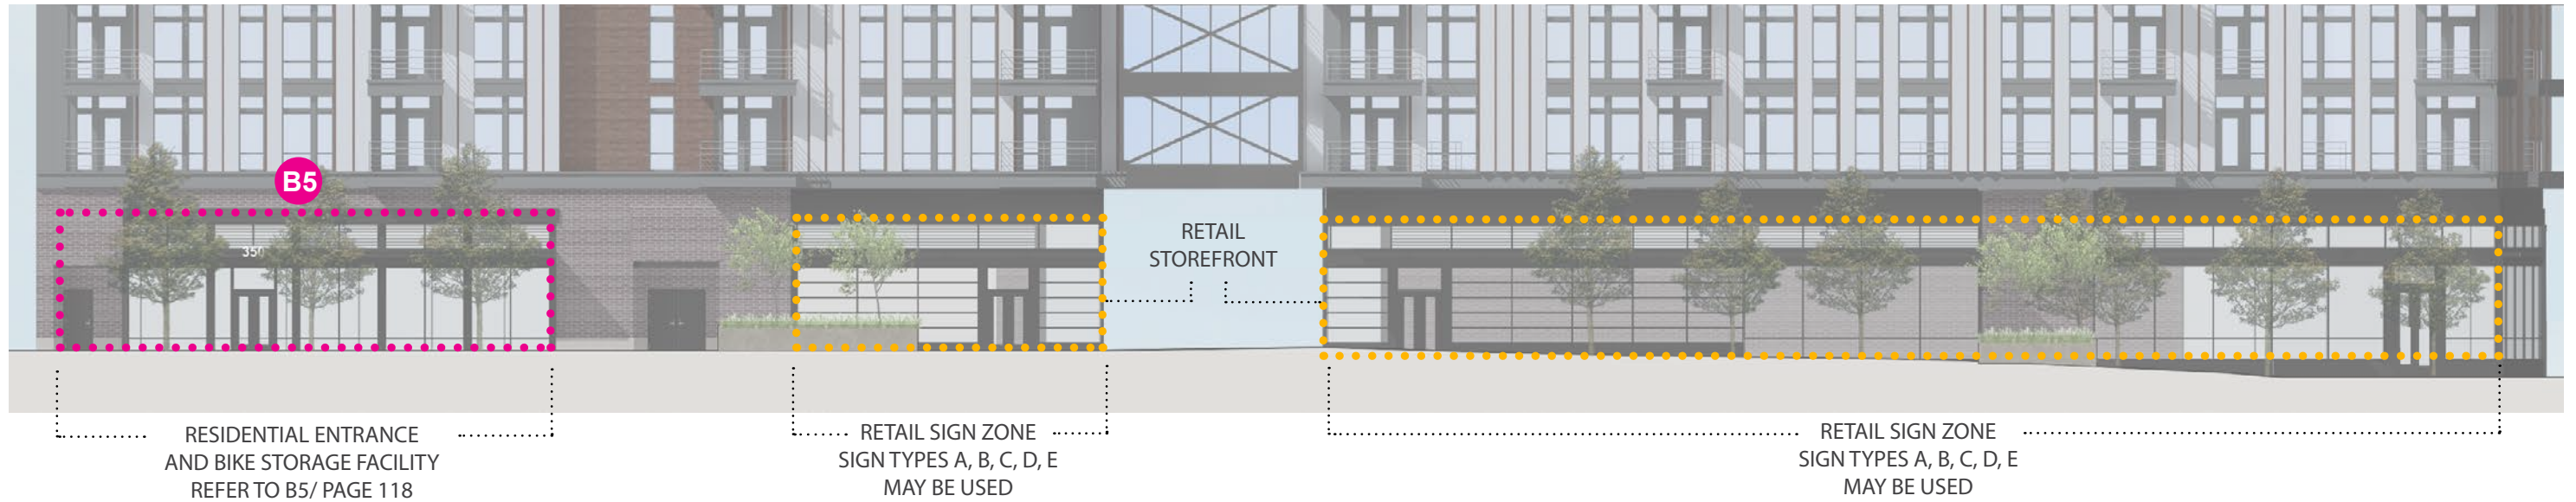 B5
350
RETAIL
STOREFRONT
RESIDENTIAL ENTRANCE
AND BIKE STORAGE FACILITY
REFER TO B5/ PAGE 118
RETAIL SIGN ZONE
SIGN TYPES A, B, C, D, E
MAY BE USED
RETAIL SIGN ZONE
SIGN TYPES A, B, C, D, E
MAY BE USED